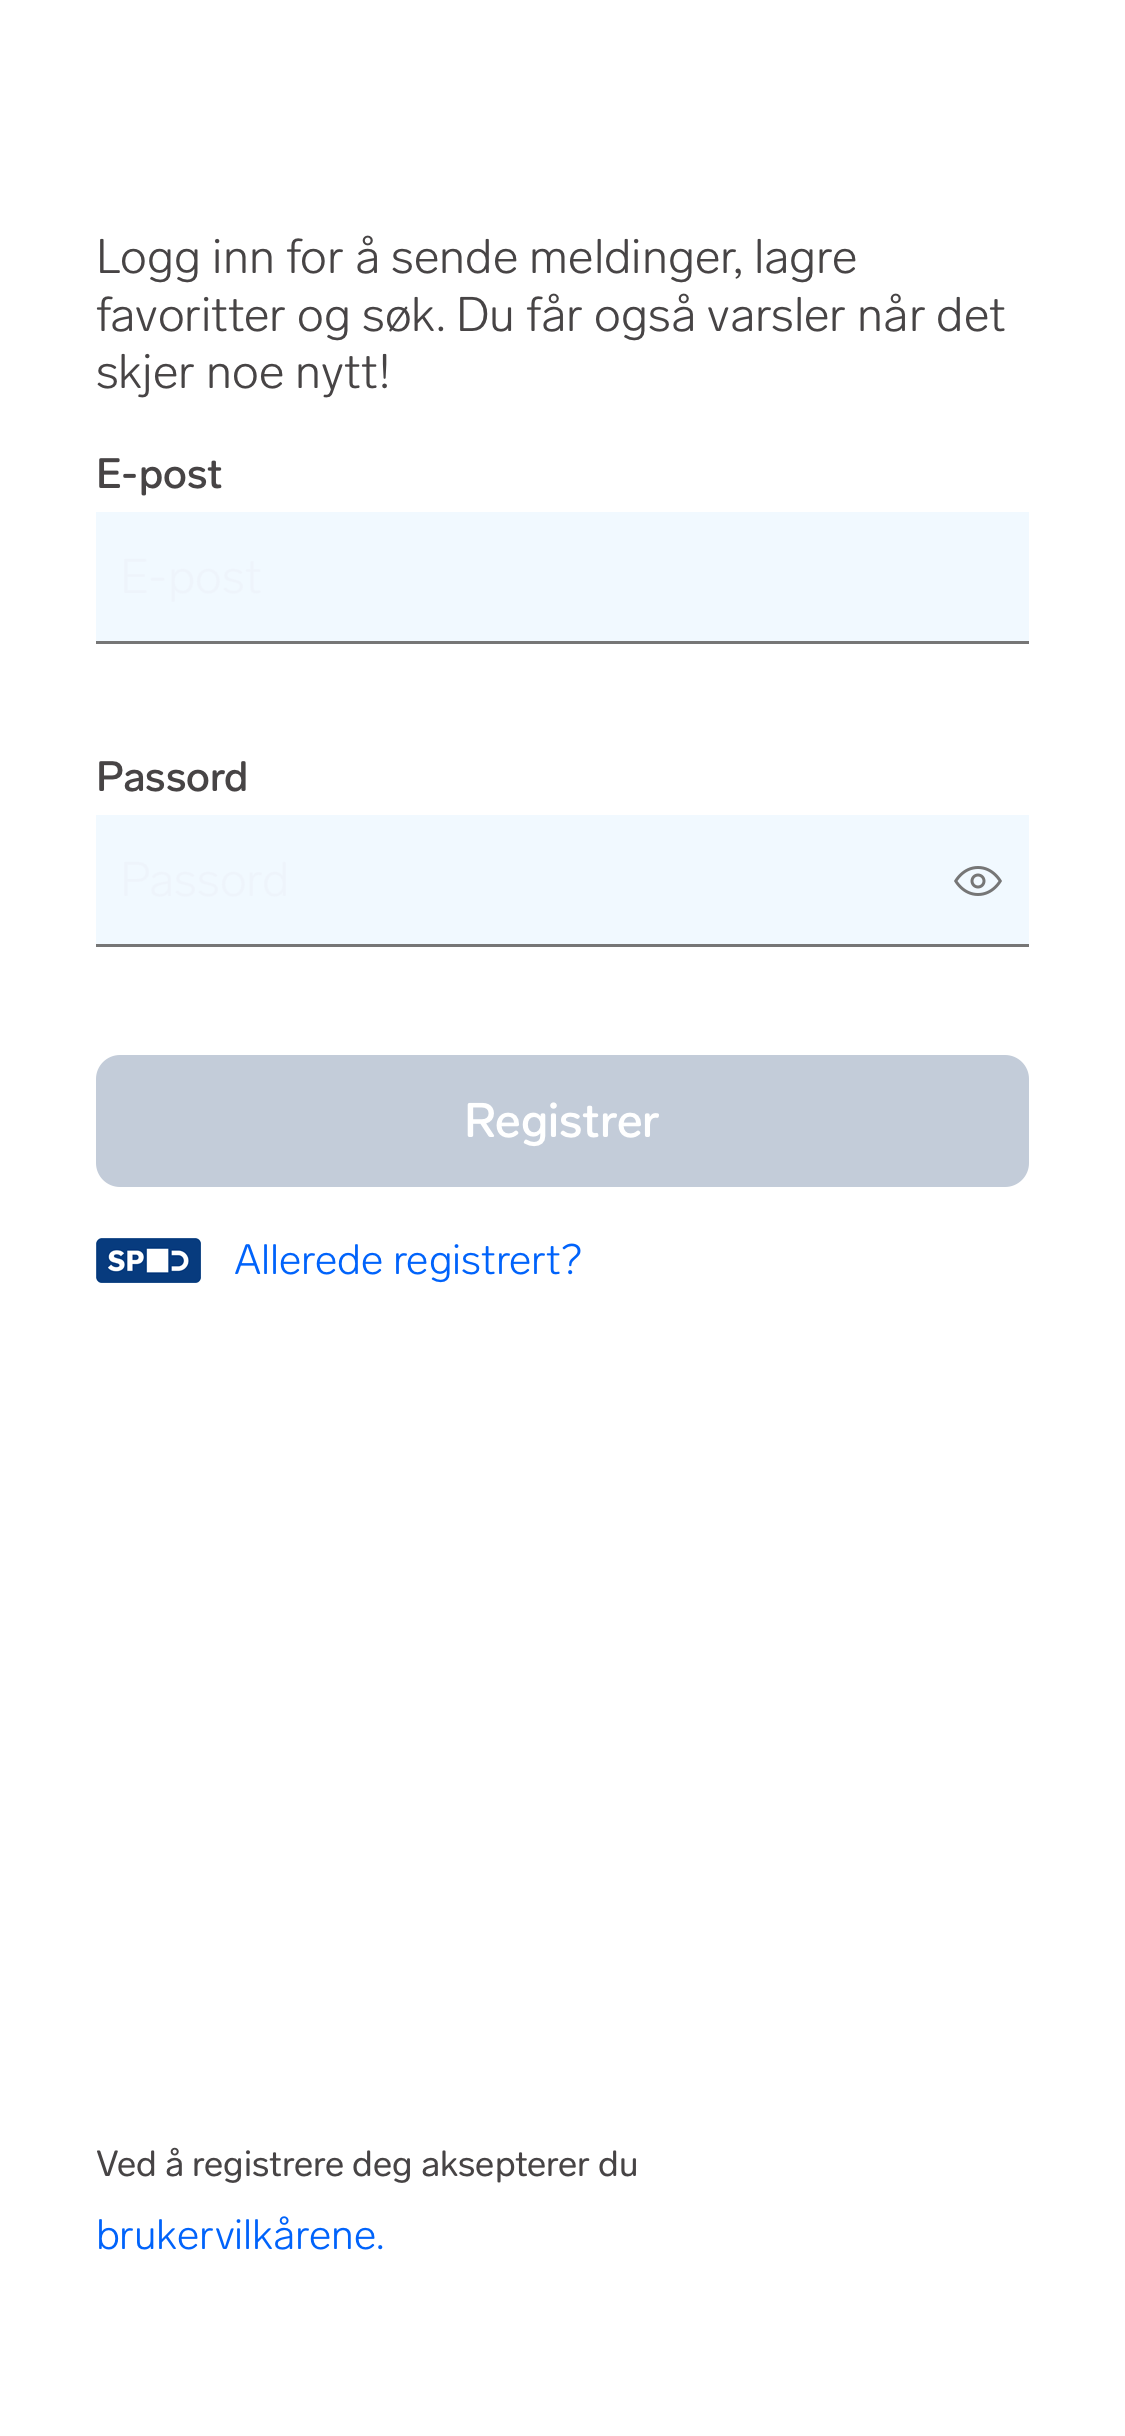 Logg inn for å sende meldinger, lagre
favoritter og søk. Du får også varsler når det
skjer noe nytt!
E-post
E-post
Passord
Passord
Registrer
SPiD Allerede registrert?
Ved å registrere deg aksepterer du
brukervilkårene.